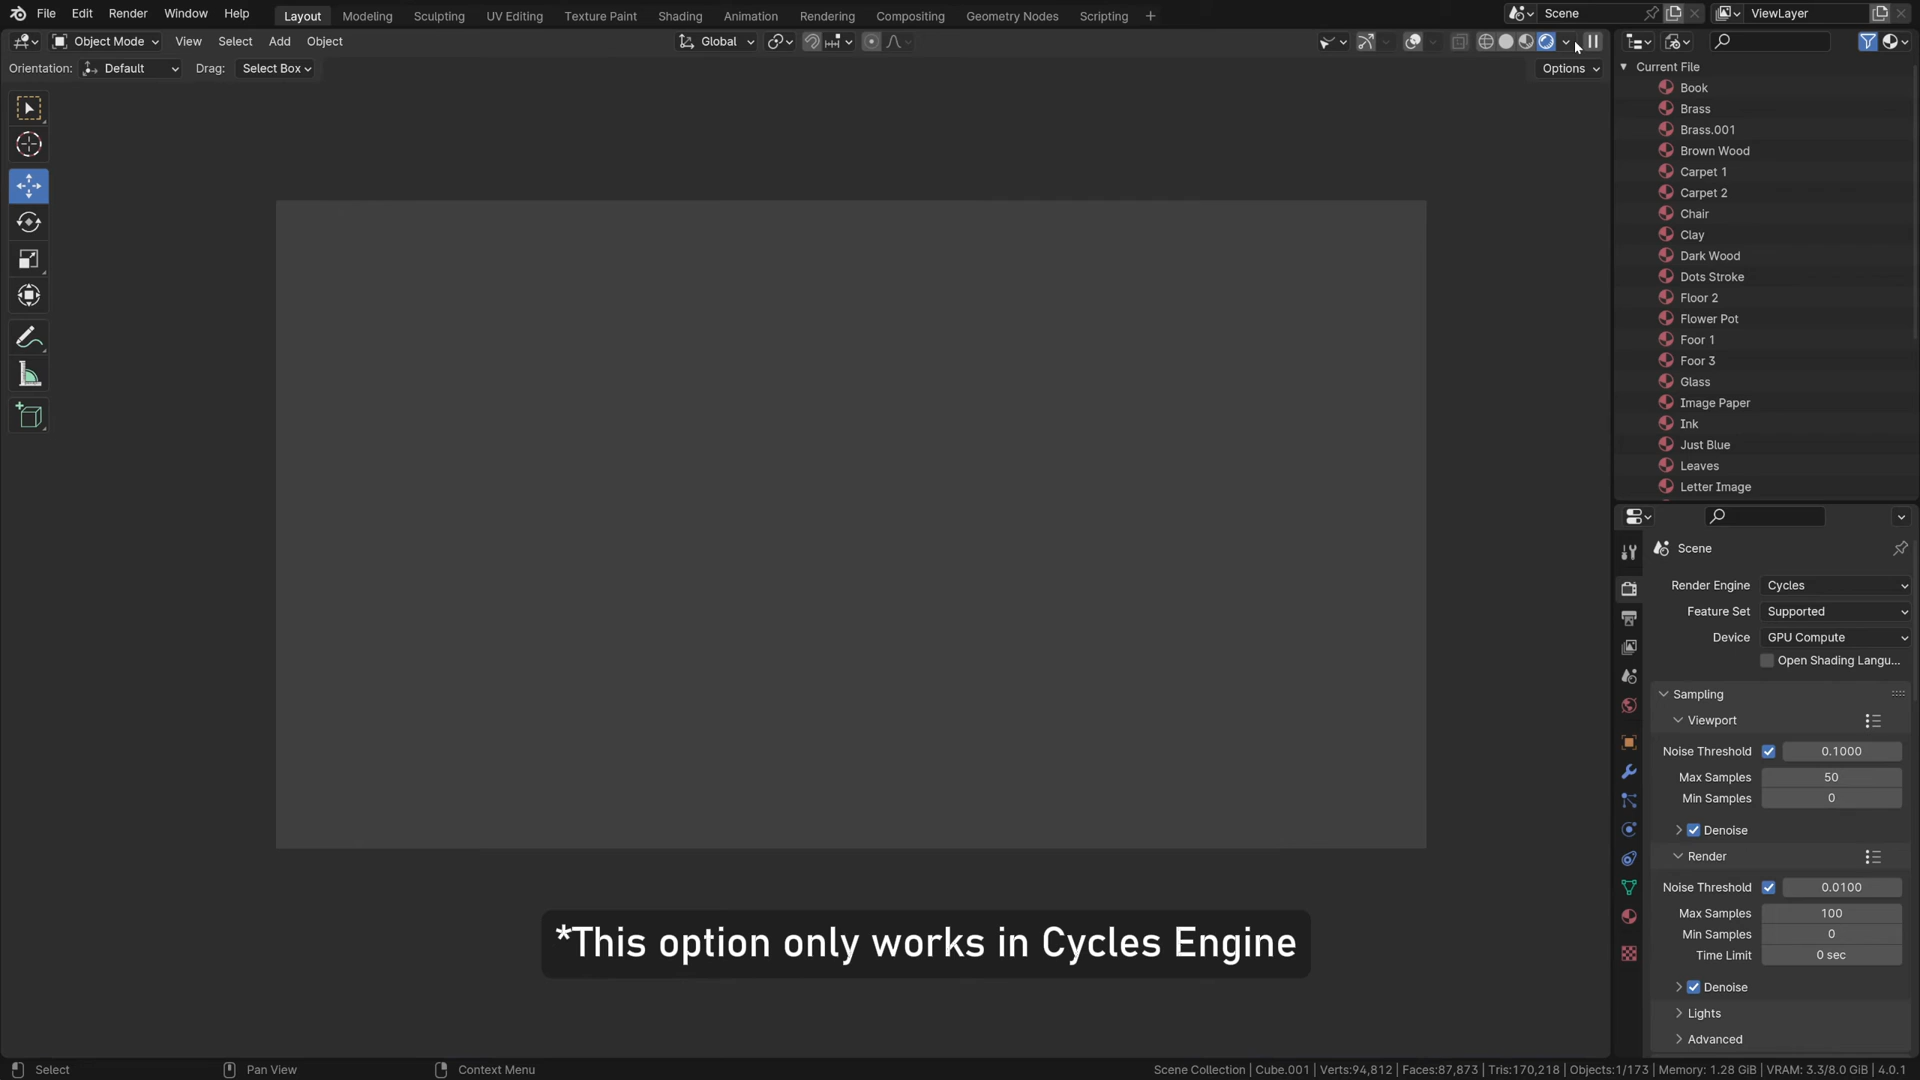 File Edit Render Window Help Layout Modeling Sculpting UV Editing Texture Paint Shading Animation Rendering Compositing Geometry Nodes Scripting Scene ViewLayer
Object Mode View Select Add Object Global
Orientation: Default Drag: Select Box Options
Current File
Book
Brass
Brass.001
Brown Wood
Carpet 1
Carpet 2
Chair
Clay
Dark Wood
Dots Stroke
Floor 2
Flower Pot
Foor 1
Foor 3
Glass
Image Paper
Ink
Just Blue
Leaves
Letter Image
Scene
Render Engine Cycles
Feature Set Supported
Device GPU Compute
Open Shading Langu...
Sampling
Viewport
Noise Threshold 0.1000
Max Samples 50
Min Samples 0
Denoise
Render
Noise Threshold 0.0100
Max Samples 100
Min Samples 0
Time Limit 0 sec
Denoise
Lights
Advanced
*This option only works in Cycles Engine
Select Pan View Context Menu Scene Collection | Cube.001 | Verts:94,812 | Faces:87,873 | Tris:170,218 | Objects:1/173 | Memory: 1.28 GiB | VRAM: 3.3/8.0 GiB | 4.0.1